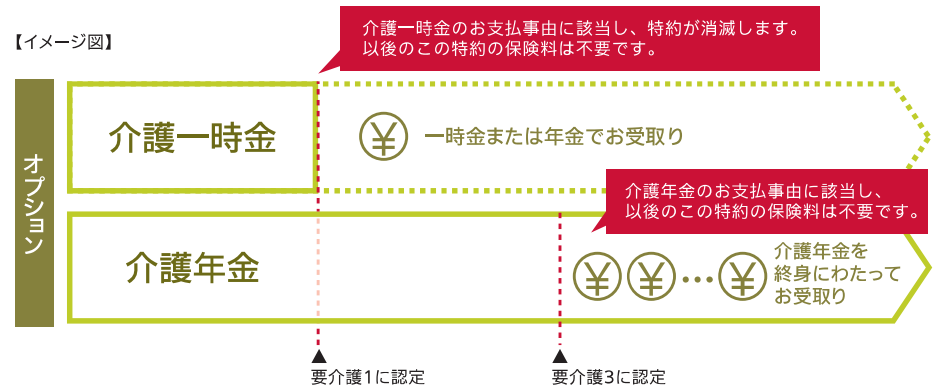 【イメージ図】
介護一時金のお支払事由に該当し、特約が消滅します。
以後のこの特約の保険料は不要です。
オプション
介護一時金
¥
一時金または年金でお受取り
介護年金のお支払事由に該当し、
以後のこの特約の保険料は不要です。
介護年金
¥ ¥ … ¥
介護年金を
終身にわたって
お受取り
▲
要介護1に認定
▲
要介護3に認定